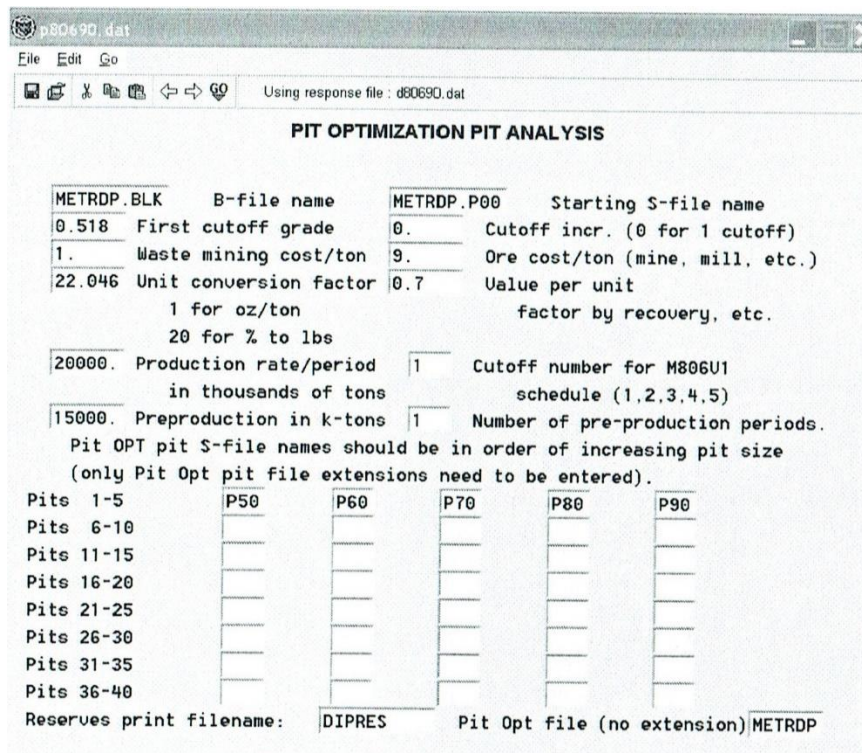 p80690.dat
File Edit Go
GO Using response file : d80690.dat
PIT OPTIMIZATION PIT ANALYSIS
METRDP.BLK B-file name METRDP.P00 Starting S-file name
0.518 First cutoff grade 0. Cutoff incr. (0 for 1 cutoff)
1. Waste mining cost/ton 9. Ore cost/ton (mine, mill, etc.)
22.046 Unit conversion factor 0.7 Value per unit
1 for oz/ton factor by recovery, etc.
20 for % to lbs
20000. Production rate/period 1 Cutoff number for M806V1
in thousands of tons schedule (1,2,3,4,5)
15000. Preproduction in k-tons 1 Number of pre-production periods.
Pit OPT pit S-file names should be in order of increasing pit size
(only Pit Opt pit file extensions need to be entered).
Pits 1-5 P50 P60 P70 P80 P90
Pits 6-10
Pits 11-15
Pits 16-20
Pits 21-25
Pits 26-30
Pits 31-35
Pits 36-40
Reserves print filename: DIPRES Pit Opt file (no extension) METRDP